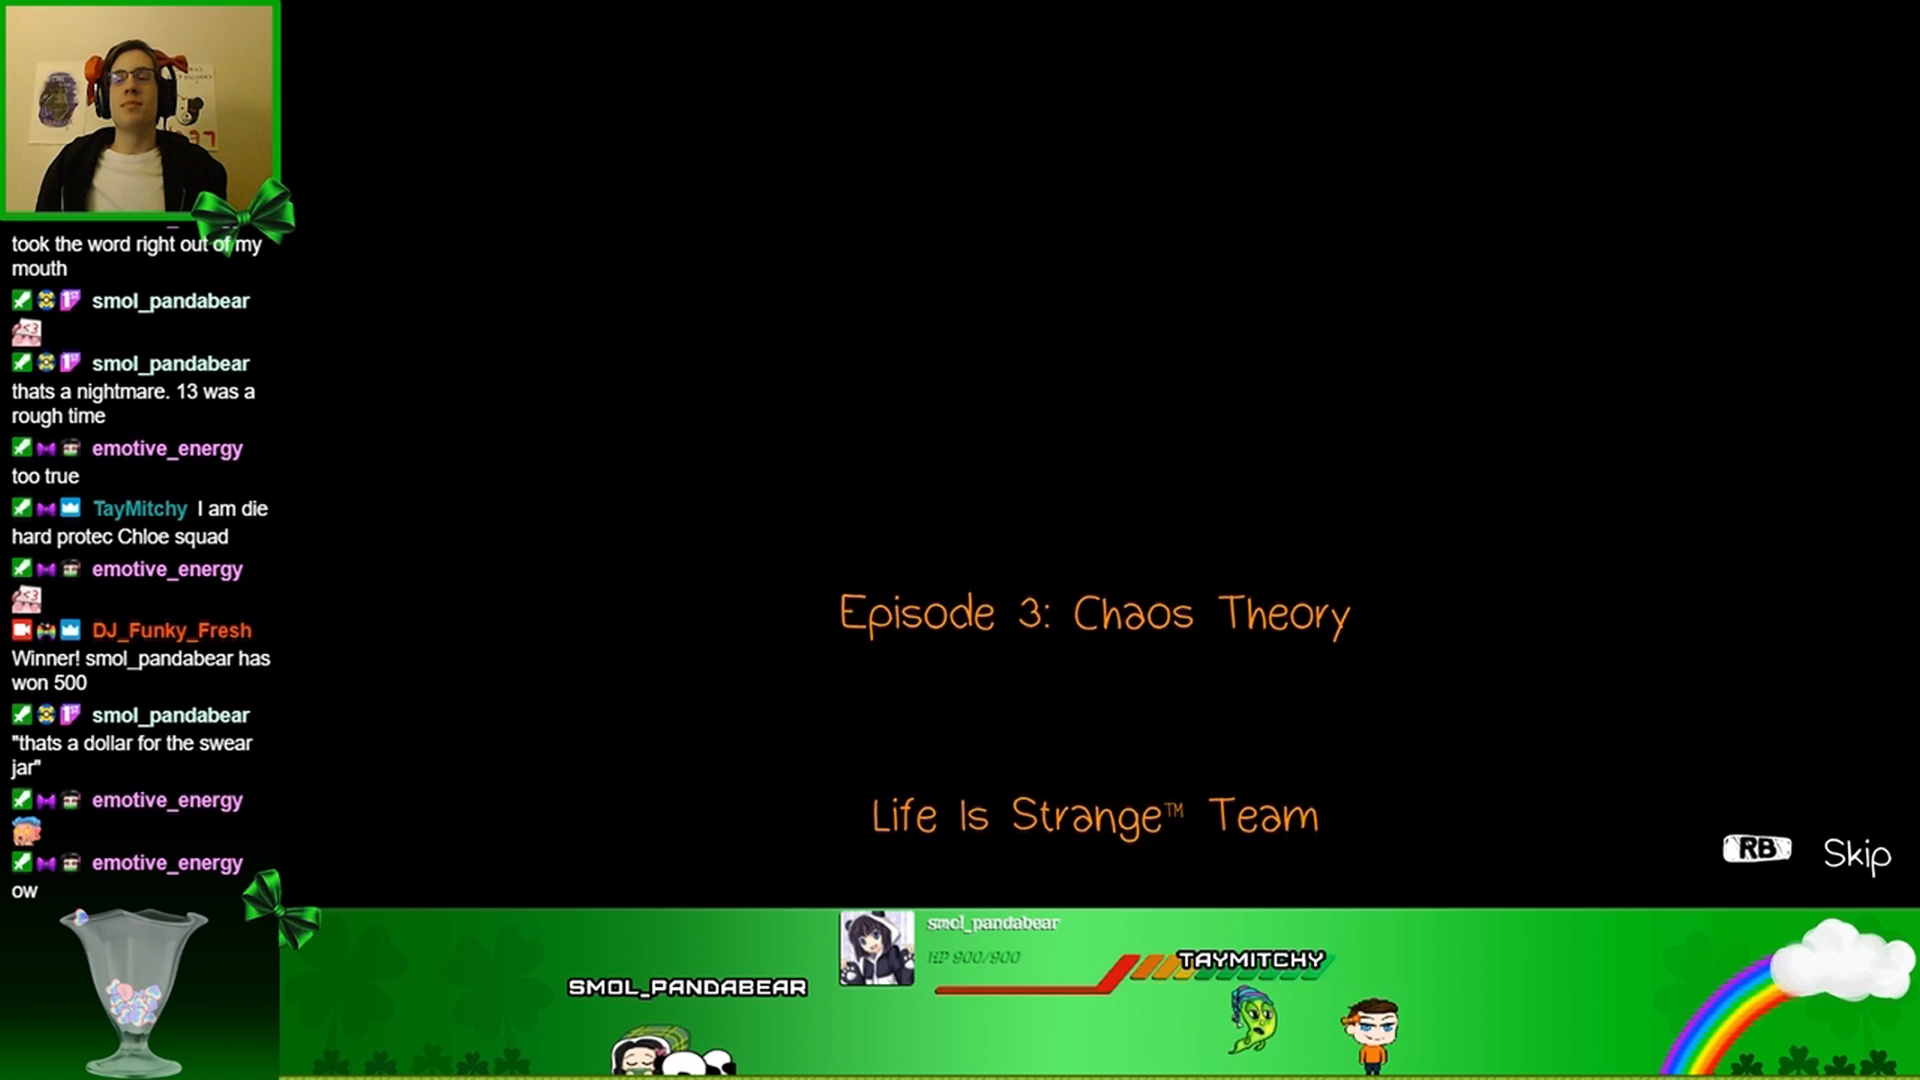 took the word right out of my
mouth
smol_pandabear
smol_pandabear
thats a nightmare. 13 was a
rough time
emotive_energy
too true
TayMitchy I am die
hard protec Chloe squad
emotive_energy
DJ_Funky_Fresh
Winner! smol_pandabear has
won 500
smol_pandabear
"thats a dollar for the swear
jar"
emotive_energy
emotive_energy
ow
Episode 3: Chaos Theory
Life Is Strange™ Team
RB Skip
smol_pandabear
HP 900/900
TAYMITCHY
SMOL_PANDABEAR